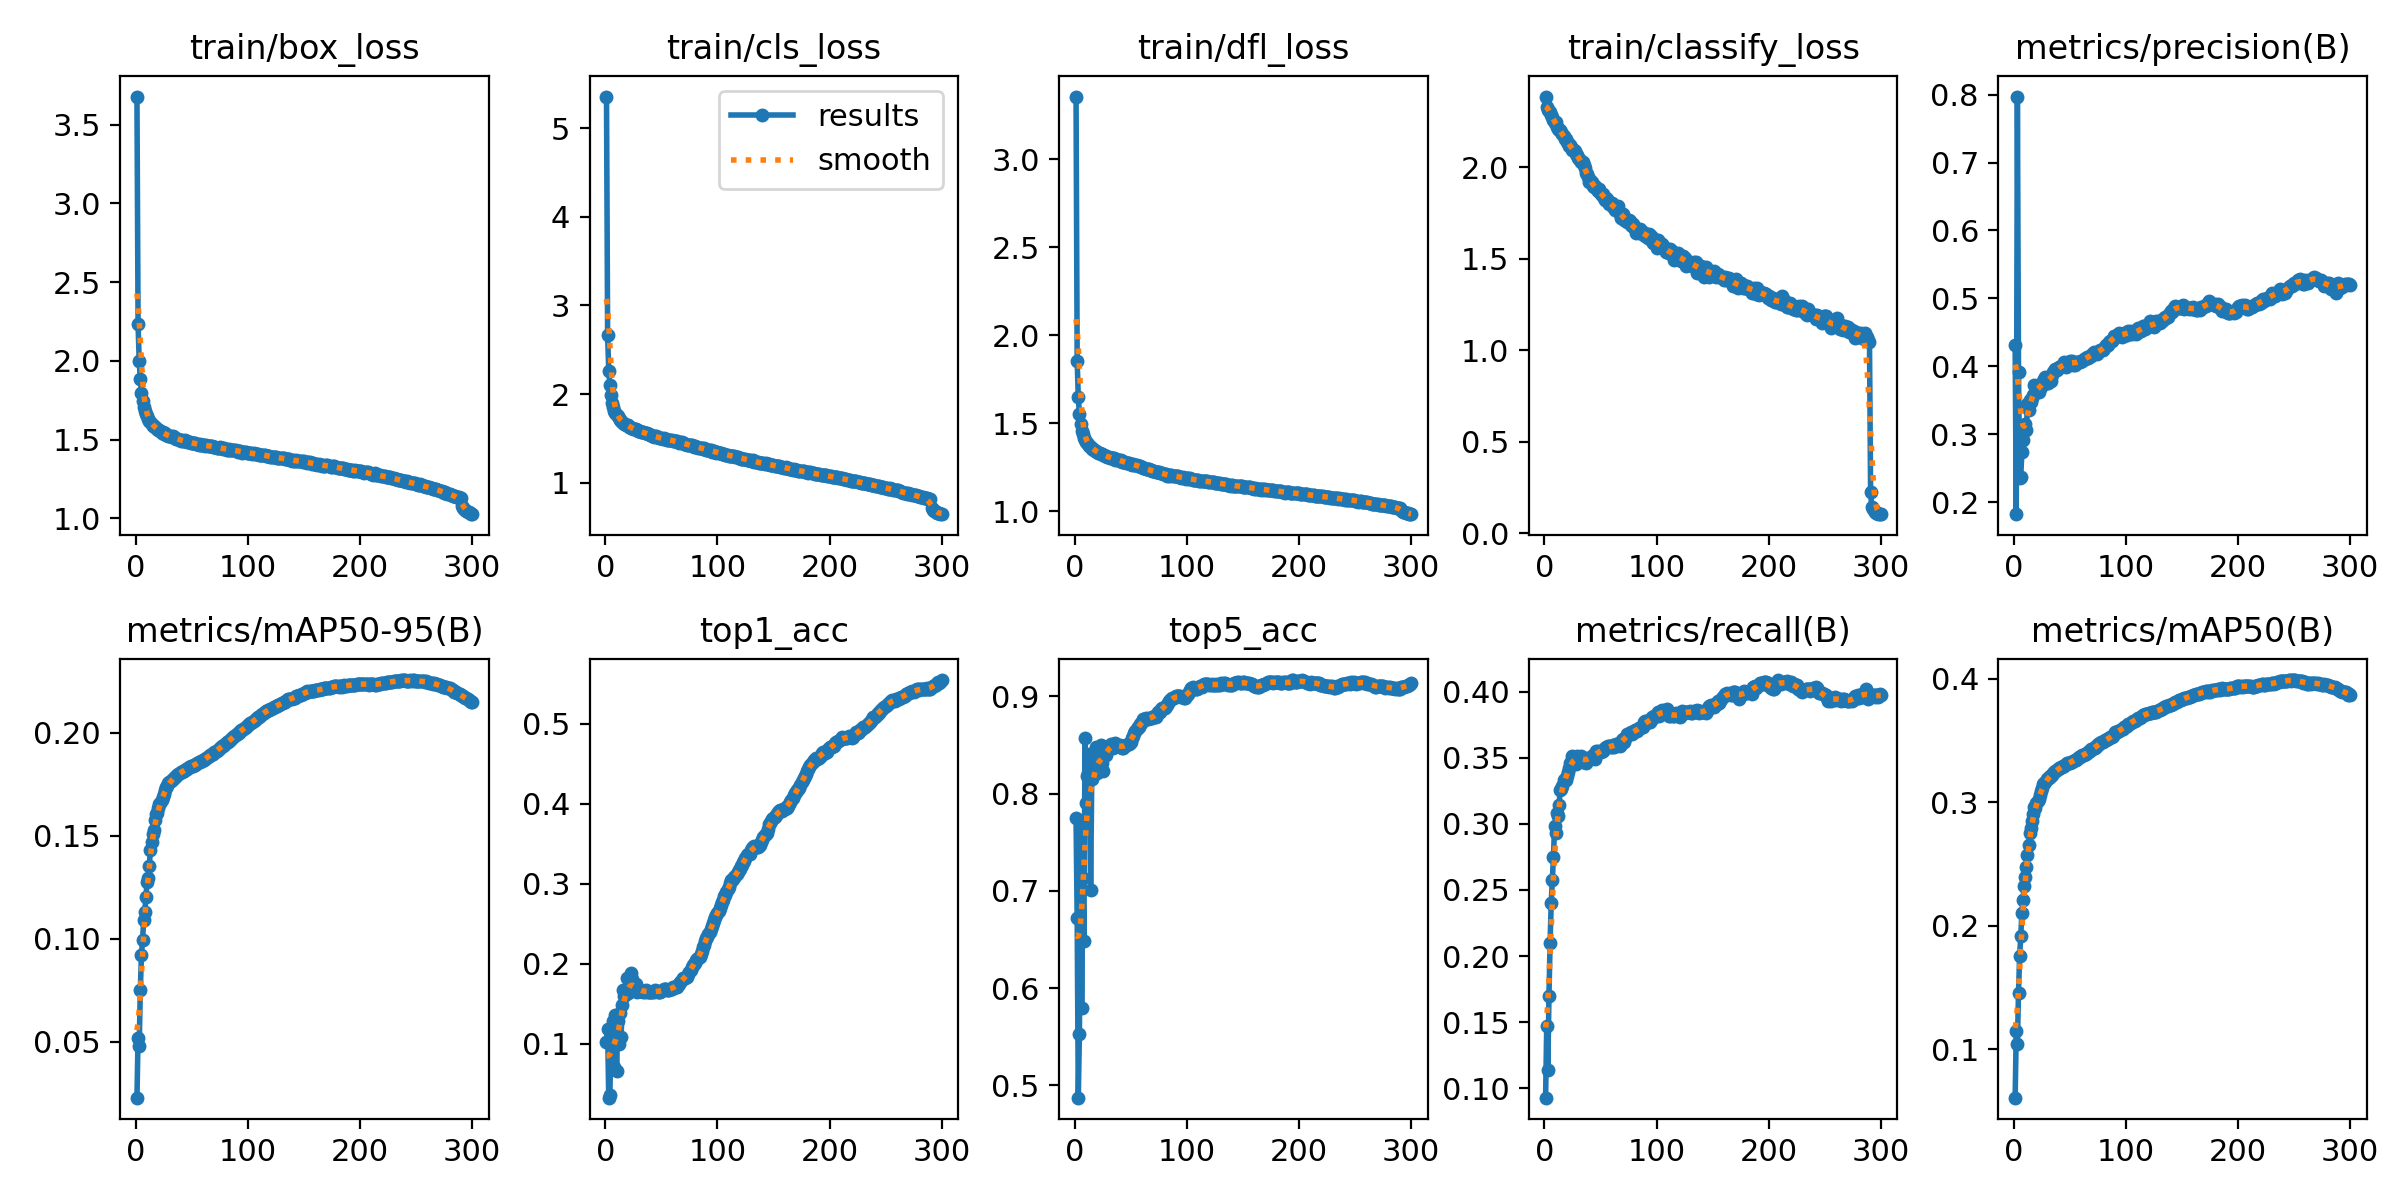 train/box_loss
3.5
3.0
2.5
2.0
1.5
1.0
0 100 200 300
train/cls_loss
results
smooth
5
4
3
2
1
0 100 200 300
train/dfl_loss
3.0
2.5
2.0
1.5
1.0
0 100 200 300
train/classify_loss
2.0
1.5
1.0
0.5
0.0
0 100 200 300
metrics/precision(B)
0.8
0.7
0.6
0.5
0.4
0.3
0.2
0 100 200 300
metrics/mAP50-95(B)
0.20
0.15
0.10
0.05
0 100 200 300
top1_acc
0.5
0.4
0.3
0.2
0.1
0 100 200 300
top5_acc
0.9
0.8
0.7
0.6
0.5
0 100 200 300
metrics/recall(B)
0.40
0.35
0.30
0.25
0.20
0.15
0.10
0 100 200 300
metrics/mAP50(B)
0.4
0.3
0.2
0.1
0 100 200 300